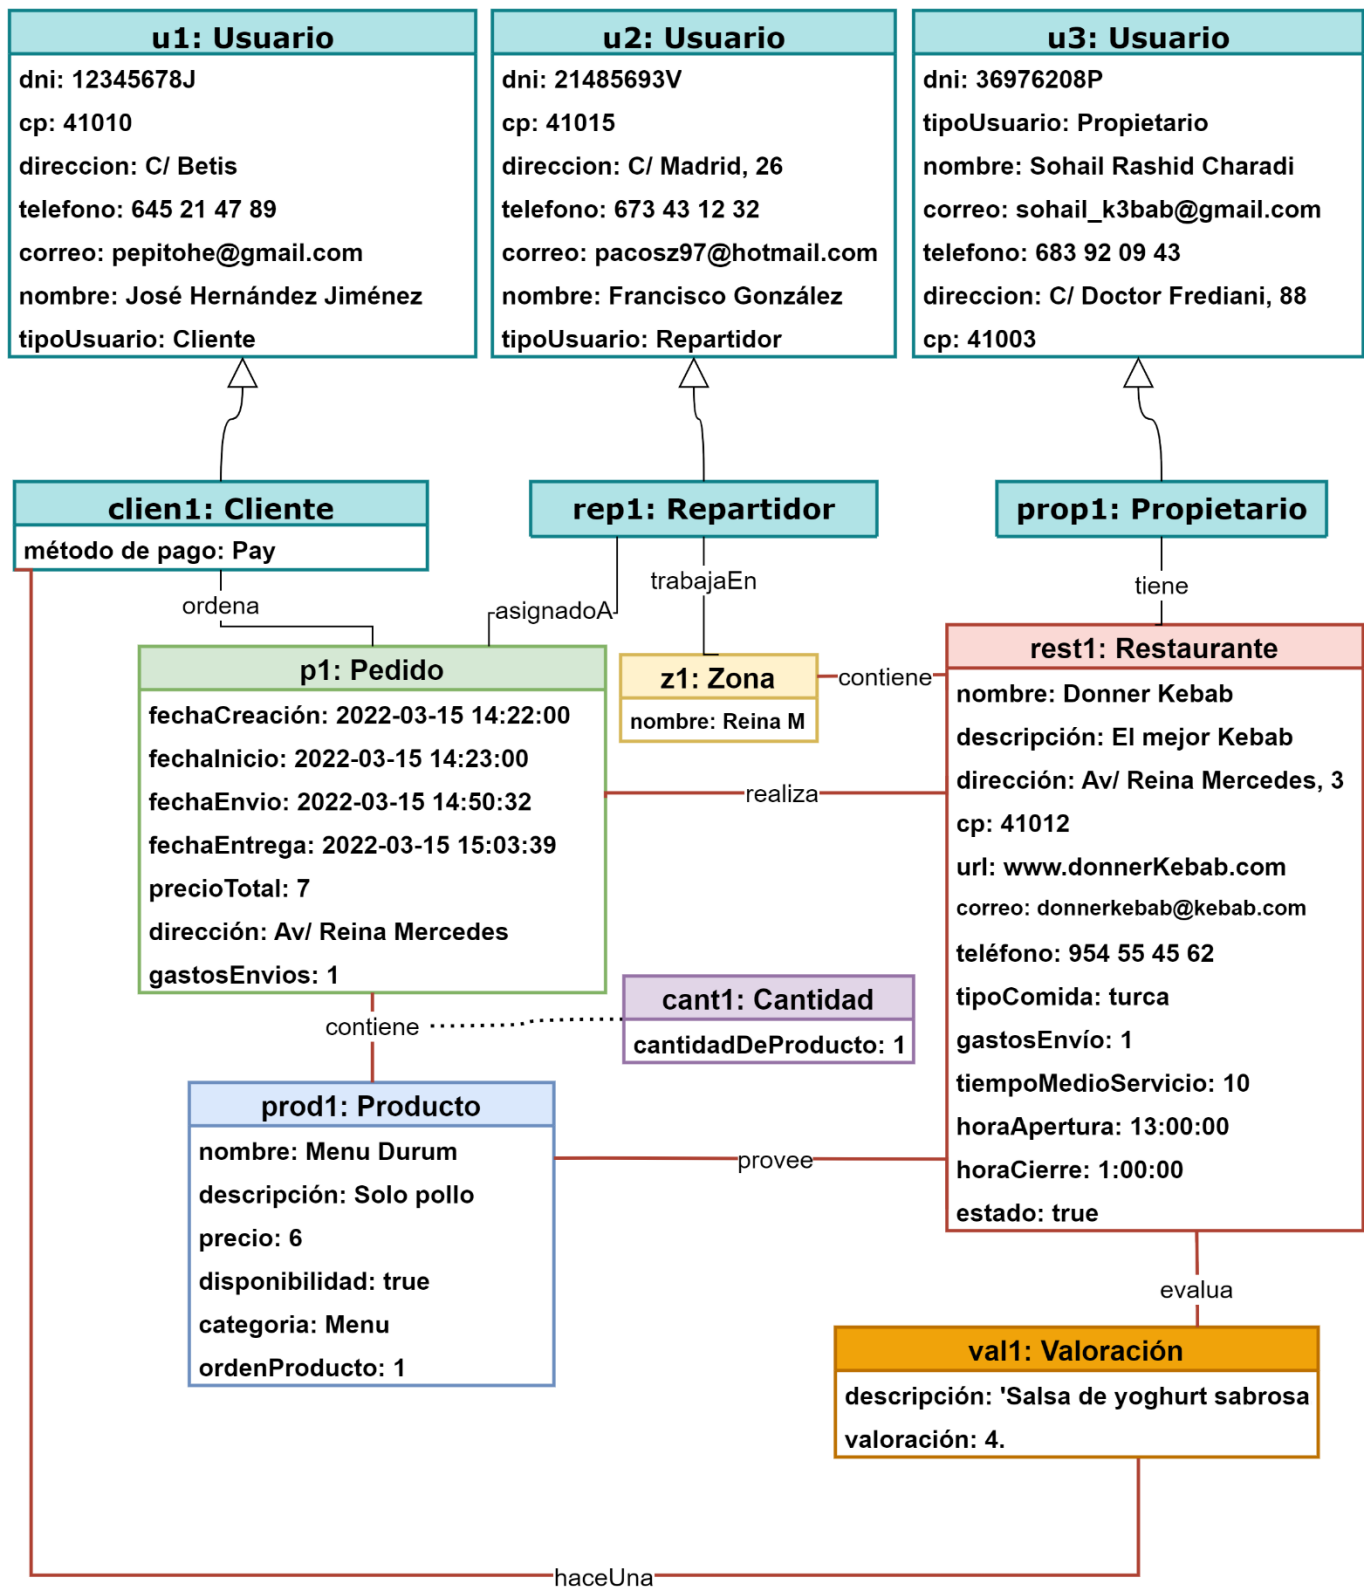 u1: Usuario
dni: 12345678J
cp: 41010
direccion: C/ Betis
telefono: 645 21 47 89
correo: pepitohe@gmail.com
nombre: José Hernández Jiménez
tipoUsuario: Cliente
u2: Usuario
dni: 21485693V
cp: 41015
direccion: C/ Madrid, 26
telefono: 673 43 12 32
correo: pacosz97@hotmail.com
nombre: Francisco González
tipoUsuario: Repartidor
u3: Usuario
dni: 36976208P
tipoUsuario: Propietario
nombre: Sohail Rashid Charadi
correo: sohail_k3bab@gmail.com
telefono: 683 92 09 43
direccion: C/ Doctor Frediani, 88
cp: 41003
clien1: Cliente
método de pago: Pay
rep1: Repartidor
prop1: Propietario
ordena
asignadoA
trabajaEn
tiene
p1: Pedido
fechaCreación: 2022-03-15 14:22:00
fechaInicio: 2022-03-15 14:23:00
fechaEnvio: 2022-03-15 14:50:32
fechaEntrega: 2022-03-15 15:03:39
precioTotal: 7
dirección: Av/ Reina Mercedes
gastosEnvios: 1
z1: Zona
nombre: Reina M
contiene
realiza
rest1: Restaurante
nombre: Donner Kebab
descripción: El mejor Kebab
dirección: Av/ Reina Mercedes, 3
cp: 41012
url: www.donnerKebab.com
correo: donnerkebab@kebab.com
teléfono: 954 55 45 62
tipoComida: turca
gastosEnvío: 1
tiempoMedioServicio: 10
horaApertura: 13:00:00
horaCierre: 1:00:00
estado: true
contiene
cant1: Cantidad
cantidadDeProducto: 1
prod1: Producto
nombre: Menu Durum
descripción: Solo pollo
precio: 6
disponibilidad: true
categoria: Menu
ordenProducto: 1
provee
evalua
val1: Valoración
descripción: 'Salsa de yoghurt sabrosa
valoración: 4.
haceUna